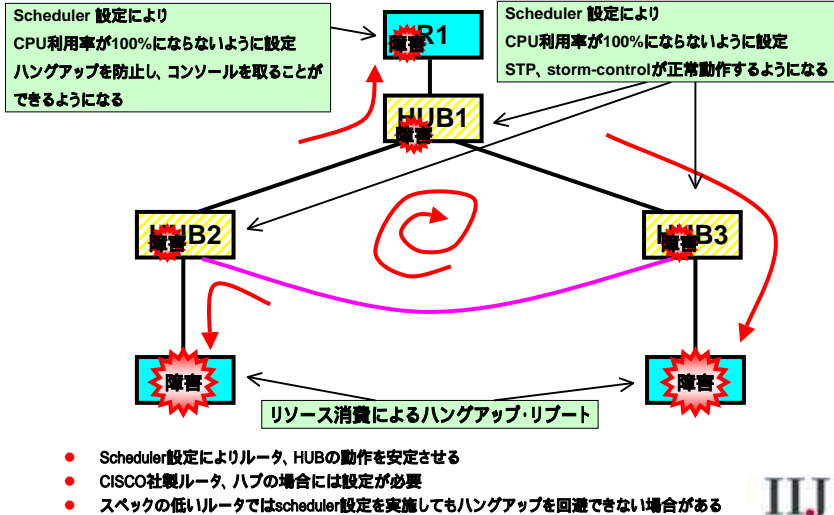 Scheduler 設定により
CPU利用率が100%にならないように設定
ハングアップを防止し、コンソールを取ることが
できるようになる
Scheduler 設定により
CPU利用率が100%にならないように設定
STP、storm-controlが正常動作するようになる
R1
障害
HUB1
障害
HUB2
障害
HUB3
障害
障害
障害
リソース消費によるハングアップ・リブート
Scheduler設定によりルータ、HUBの動作を安定させる
CISCO社製ルータ、ハブの場合には設定が必要
スペックの低いルータではscheduler設定を実施してもハングアップを回避できない場合がある
IIJ